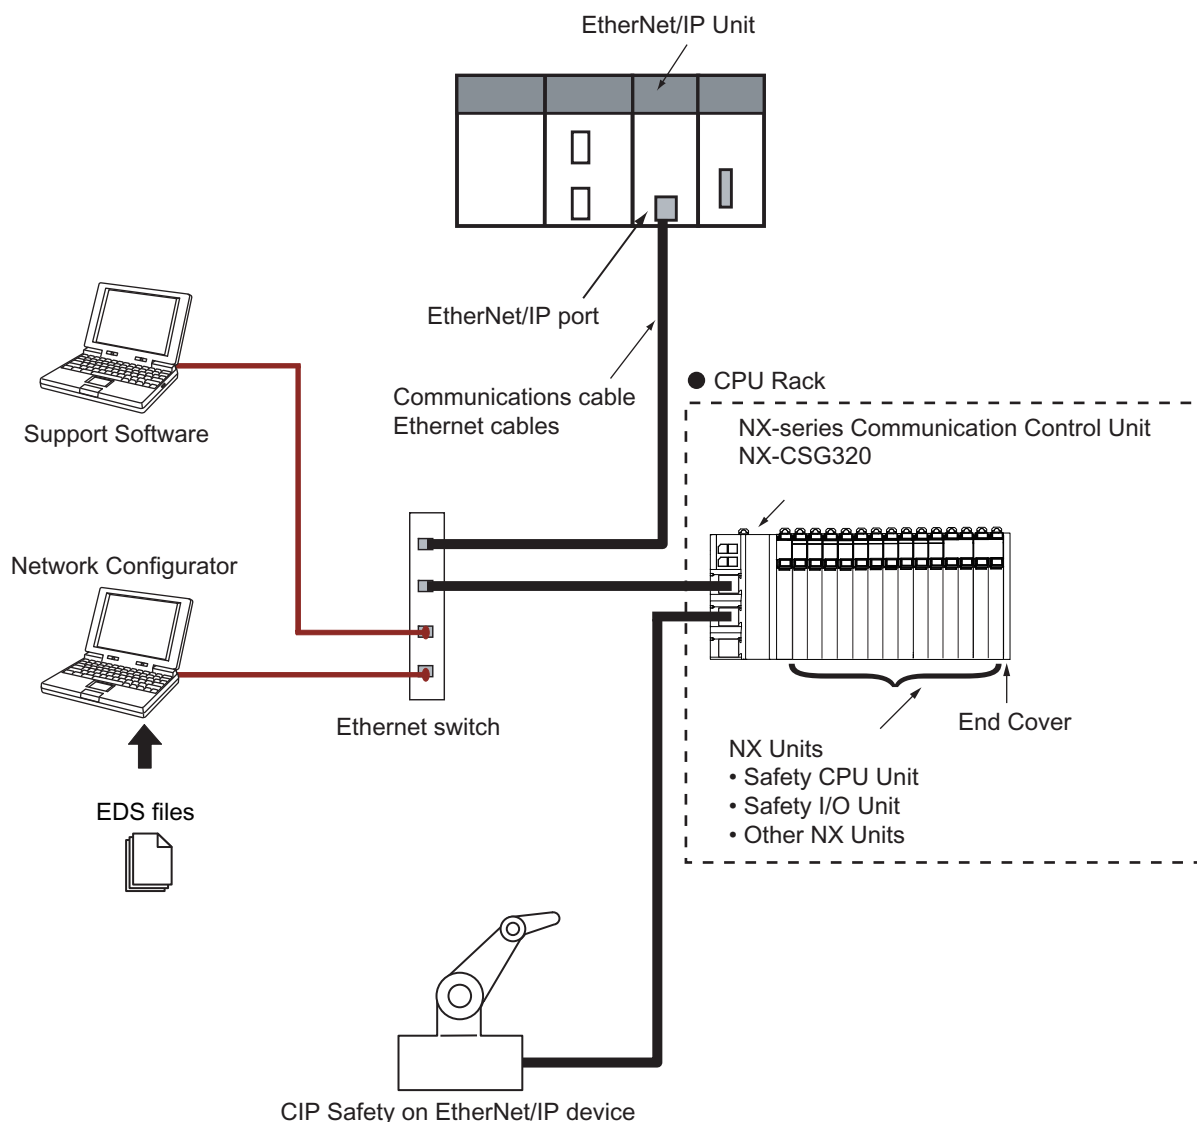 EtherNet/IP Unit
EtherNet/IP port
Communications cable
Ethernet cables
● CPU Rack
NX-series Communication Control Unit
NX-CSG320
Support Software
Network Configurator
Ethernet switch
End Cover
NX Units
• Safety CPU Unit
• Safety I/O Unit
• Other NX Units
EDS files
CIP Safety on EtherNet/IP device